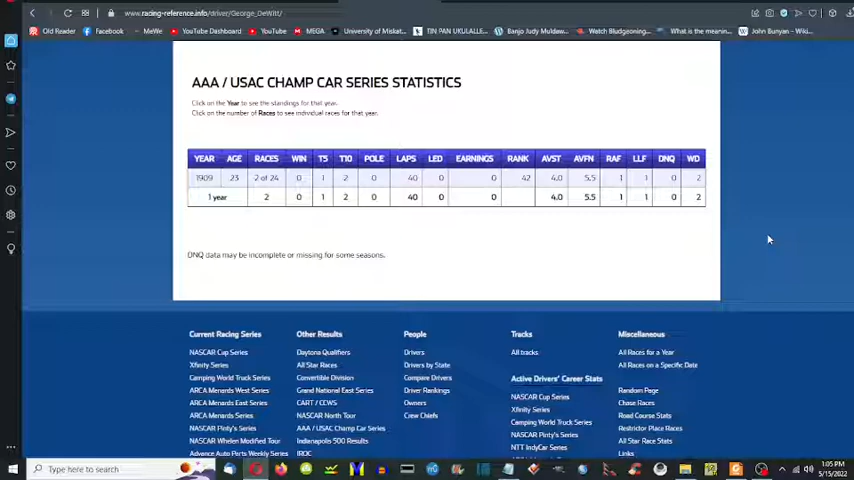 www.racing-reference.info/driver/George_DeWitt/
Old Reader Facebook MeWe YouTube Dashboard YouTube MEGA University of Miskat... TIN PAN UKULALLE... Banjo Judy Muldaw... Watch Bludgeoning... What is the meanin... John Bunyan - Wiki...
AAA / USAC CHAMP CAR SERIES STATISTICS
Click on the Year to see the standings for that year.
Click on the number of Races to see individual races for that year.
YEAR AGE RACES WIN T5 T10 POLE LAPS LED EARNINGS RANK AVST AVFN RAF LLF DNQ WD
1909 23 2 of 24 0 1 2 0 40 0 0 42 4.0 5.5 1 1 0 2
1 year 2 0 1 2 0 40 0 0 4.0 5.5 1 1 0 2
DNQ data may be incomplete or missing for some seasons.
Current Racing Series Other Results People Tracks Miscellaneous
NASCAR Cup Series Daytona Qualifiers Drivers All tracks All Races for a Year
Xfinity Series All Star Races Drivers by State All Races on a Specific Date
Camping World Truck Series Convertible Division Compare Drivers Active Drivers' Career Stats
ARCA Menards West Series Grand National East Series Driver Rankings NASCAR Cup Series Random Page
ARCA Menards East Series CART / CCWS Owners Xfinity Series Chase Races
ARCA Menards Series NASCAR North Tour Crew Chiefs Camping World Truck Series Road Course Stats
NASCAR Pinty's Series AAA / USAC Champ Car Series NASCAR Pinty's Series Restrictor Place Races
NASCAR Whelen Modified Tour Indianapolis 500 Results NTT IndyCar Series All Star Race Stats
Advance Auto Parts Weekly Series IROC Links
Type here to search
1:05 PM
5/15/2022